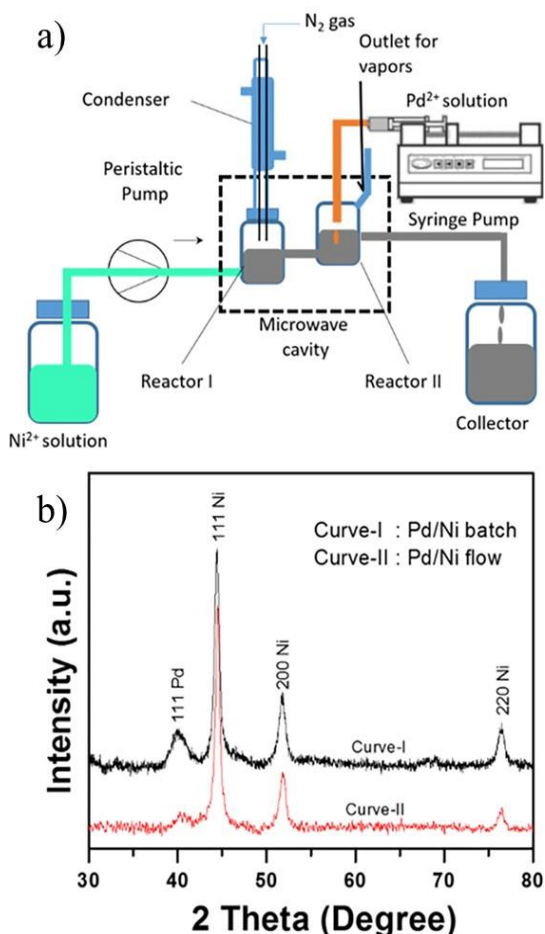 a)
N₂ gas
Outlet for
vapors
Condenser
Pd²⁺ solution
Peristaltic
Pump
Syringe Pump
Microwave
cavity
Reactor I
Reactor II
Collector
Ni²⁺ solution
b)
111 Ni
Curve-I : Pd/Ni batch
Curve-II : Pd/Ni flow
111 Pd
200 Ni
220 Ni
Curve-I
Curve-II
Intensity (a.u.)
30 40 50 60 70 80
2 Theta (Degree)